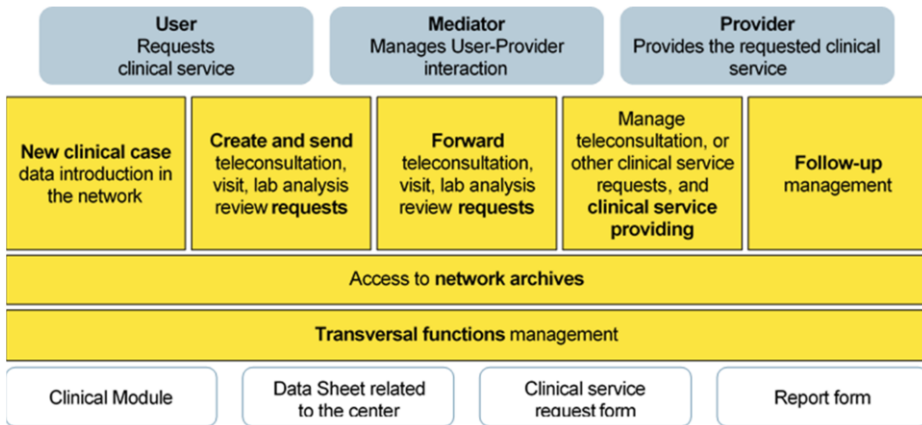 User
Requests
clinical service
Mediator
Manages User-Provider
interaction
Provider
Provides the requested clinical
service
New clinical case
data introduction in
the network
Create and send
teleconsultation,
visit, lab analysis
review requests
Forward
teleconsultation,
visit, lab analysis
review requests
Manage
teleconsultation, or
other clinical service
requests, and
clinical service
providing
Follow-up
management
Access to network archives
Transversal functions management
Clinical Module
Data Sheet related
to the center
Clinical service
request form
Report form